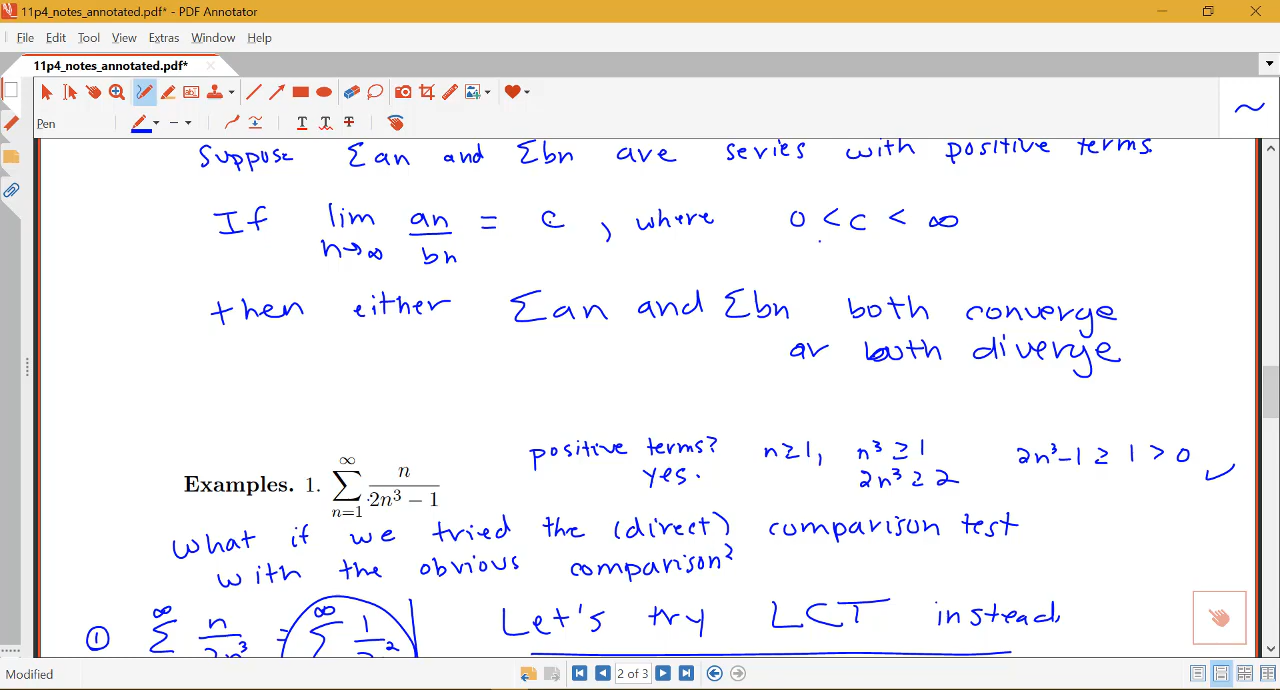 11p4_notes_annotated.pdf* - PDF Annotator
File Edit Tool View Extras Window Help
11p4_notes_annotated.pdf*
Pen
Suppose Σan and Σbn are series with positive terms
If lim n→∞ an/bn = c, where 0 < c < ∞
then either Σan and Σbn both converge
or both diverge
positive terms? n≥1, n³ ≥ 1 2n³-1 ≥ 1 > 0 ✓
yes. 2n³ ≥ 2
Examples. 1. ∑_{n=1}^{∞} n/(2n³ − 1)
What if we tried the (direct) comparison test
with the obvious comparison?
① ∞ Σ n/2n³ = ∞ Σ 1/2n² Let's try LCT instead.
Modified 2 of 3